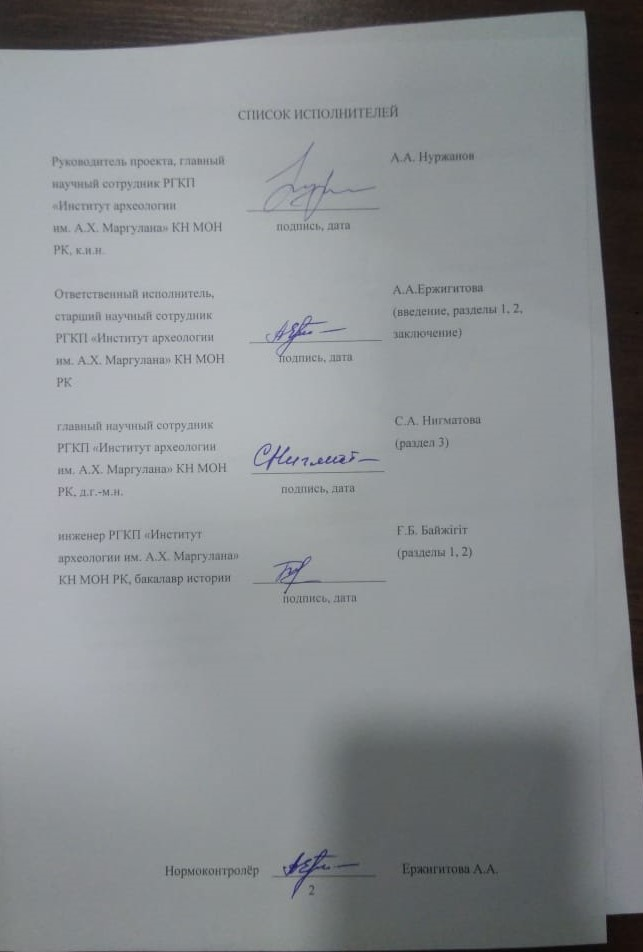 СПИСОК ИСПОЛНИТЕЛЕЙ
Руководитель проекта, главный
научный сотрудник РГКП
«Институт археологии
им. А.Х. Маргулана» КН МОН
РК, к.и.н.
подпись, дата
А.А. Нуржанов
Ответственный исполнитель,
старший научный сотрудник
РГКП «Институт археологии
им. А.Х. Маргулана» КН МОН
РК
подпись, дата
А.А.Ержигитова
(введение, разделы 1, 2,
заключение)
главный научный сотрудник
РГКП «Институт археологии
им. А.Х. Маргулана» КН МОН
РК, д.г.-м.н.
СНигмат
подпись, дата
С.А. Нигматова
(раздел 3)
инженер РГКП «Институт
археологии им. А.Х. Маргулана»
КН МОН РК, бакалавр истории
подпись, дата
Ғ.Б. Байжігіт
(разделы 1, 2)
Нормоконтролёр Ержигитова А.А.
2